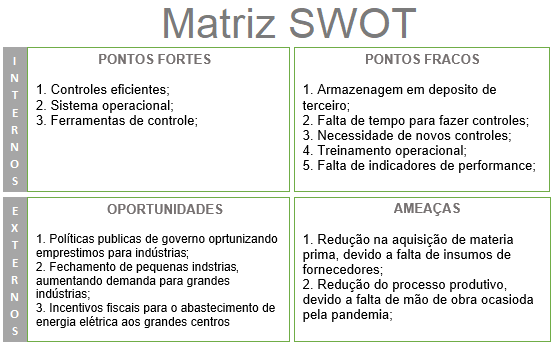 Matriz SWOT
INTERNOS
PONTOS FORTES
1. Controles eficientes;
2. Sistema operacional;
3. Ferramentas de controle;
PONTOS FRACOS
1. Armazenagem em deposito de
terceiro;
2. Falta de tempo para fazer controles;
3. Necessidade de novos controles;
4. Treinamento operacional;
5. Falta de indicadores de performance;
EXTERNOS
OPORTUNIDADES
1. Políticas publicas de governo oprtunizando
emprestimos para indústrias;
2. Fechamento de pequenas indstrias,
aumentando demanda para grandes
indústrias;
3. Incentivos fiscais para o abastecimento de
energia elétrica aos grandes centros
AMEAÇAS
1. Redução na aquisição de materia
prima, devido a falta de insumos de
fornecedores;
2. Redução do processo produtivo,
devido a falta de mão de obra ocasioda
pela pandemia;